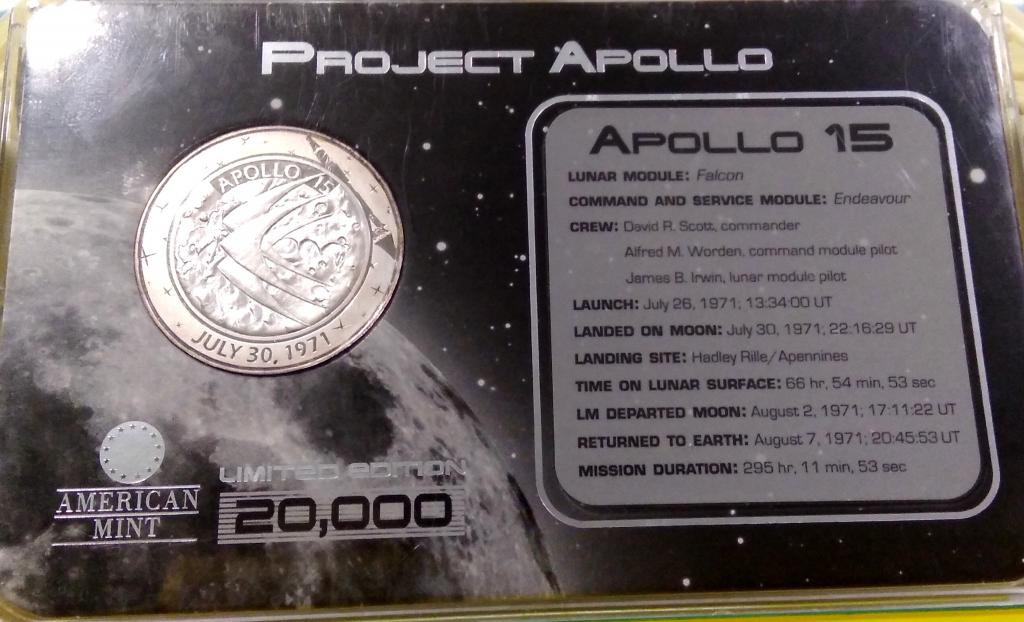 PROJECT APOLLO
APOLLO 15
JULY 30, 1971
AMERICAN
MINT
LIMITED EDITION
20,000
APOLLO 15
LUNAR MODULE: Falcon
COMMAND AND SERVICE MODULE: Endeavour
CREW: David R. Scott, commander
Alfred M. Worden, command module pilot
James B. Irwin, lunar module pilot
LAUNCH: July 26, 1971; 13:34:00 UT
LANDED ON MOON: July 30, 1971; 22:16:29 UT
LANDING SITE: Hadley Rille/Apennines
TIME ON LUNAR SURFACE: 66 hr, 54 min, 53 sec
LM DEPARTED MOON: August 2, 1971; 17:11:22 UT
RETURNED TO EARTH: August 7, 1971; 20:45:53 UT
MISSION DURATION: 295 hr, 11 min, 53 sec